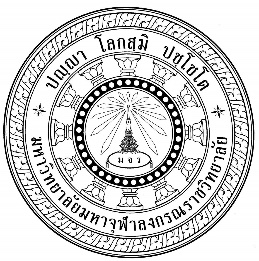 ปญฺญา โลกสฺมิ ปชฺโชโต
มจร
มหาวิทยาลัยมหาจุฬาลงกรณราชวิทยาลัย